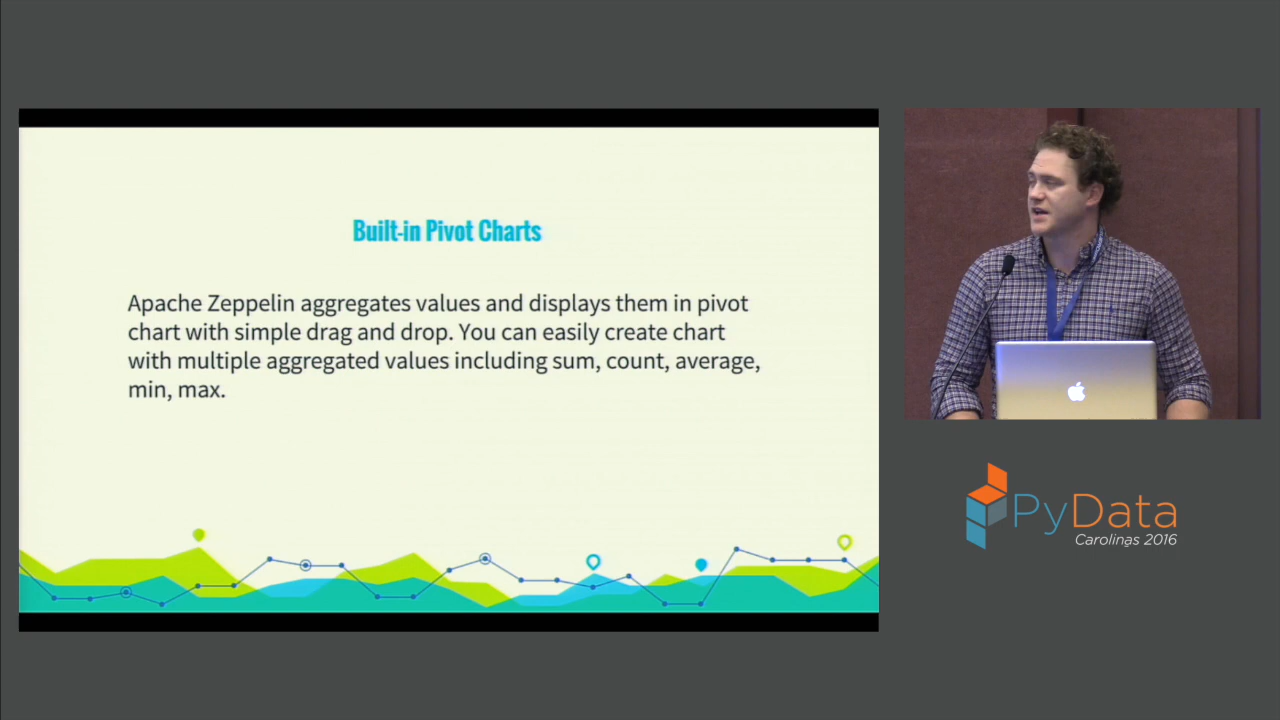 Built-in Pivot Charts
Apache Zeppelin aggregates values and displays them in pivot
chart with simple drag and drop. You can easily create chart
with multiple aggregated values including sum, count, average,
min, max.
PyData
Carolinas 2016